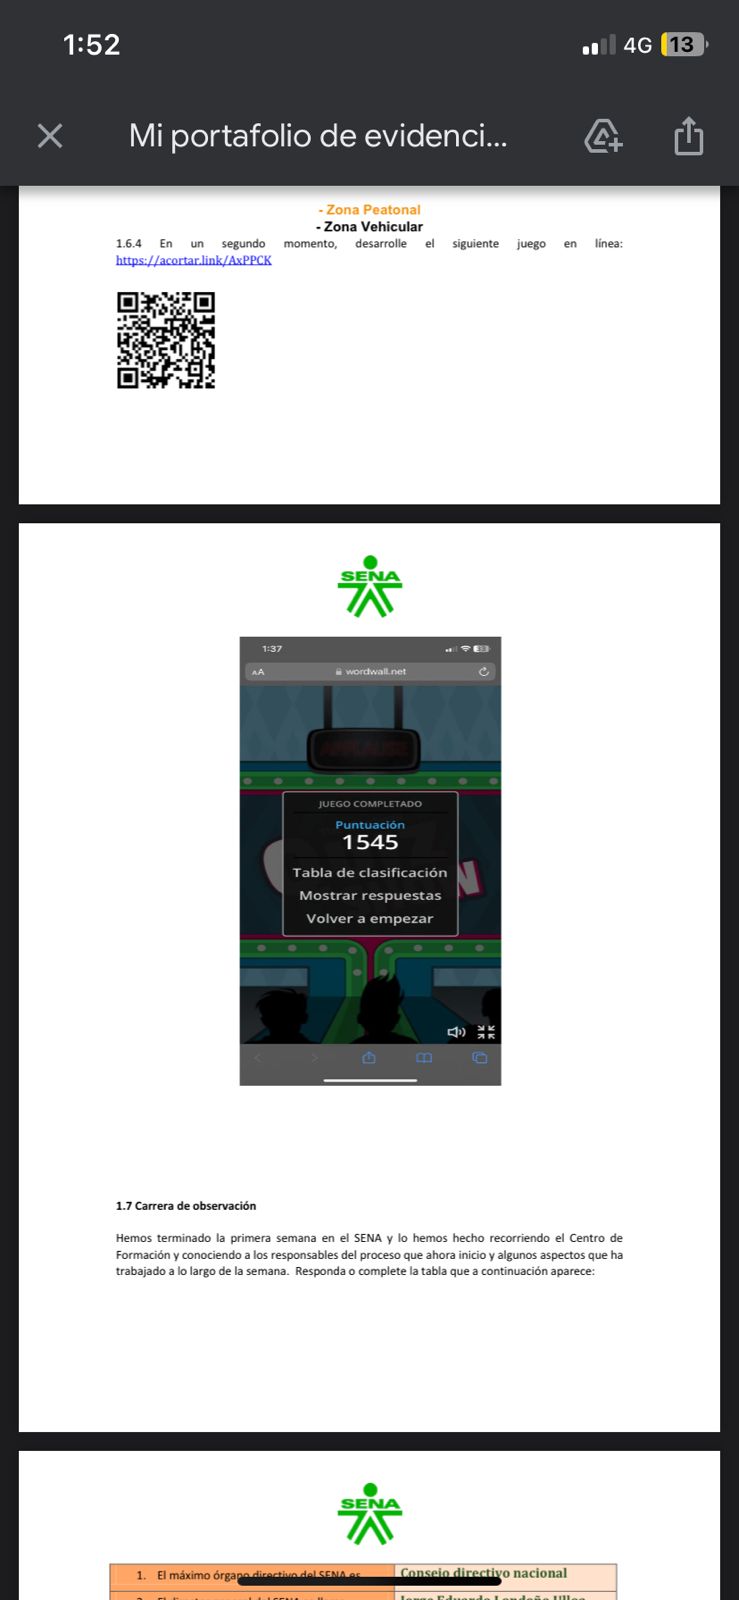 1:52
4G 13
Mi portafolio de evidenci...
- Zona Peatonal
- Zona Vehicular
1.6.4 En un segundo momento, desarrolle el siguiente juego en línea:
https://acortar.link/AxPPCK
SENA
1:37
AA wordwall.net
APPLAUSE
JUEGO COMPLETADO
Puntuación
1545
Tabla de clasificación
Mostrar respuestas
Volver a empezar
1.7 Carrera de observación
Hemos terminado la primera semana en el SENA y lo hemos hecho recorriendo el Centro de
Formación y conociendo a los responsables del proceso que ahora inicio y algunos aspectos que ha
trabajado a lo largo de la semana. Responda o complete la tabla que a continuación aparece:
SENA
1. El máximo órgano directivo del SENA es
Consejo directivo nacional